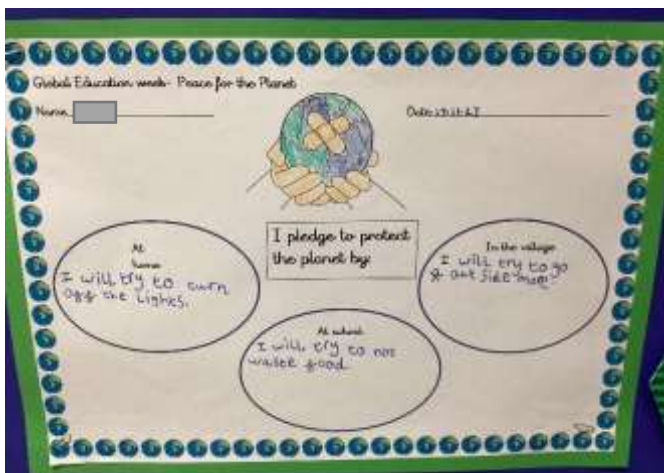 Global Education week- Peace for the Planet
Name
Date:
I pledge to protect
the planet by:
At
home
I will try to turn
off the Lights.
In the village
I will try to go
out side more
At school
I will try to not
waste food